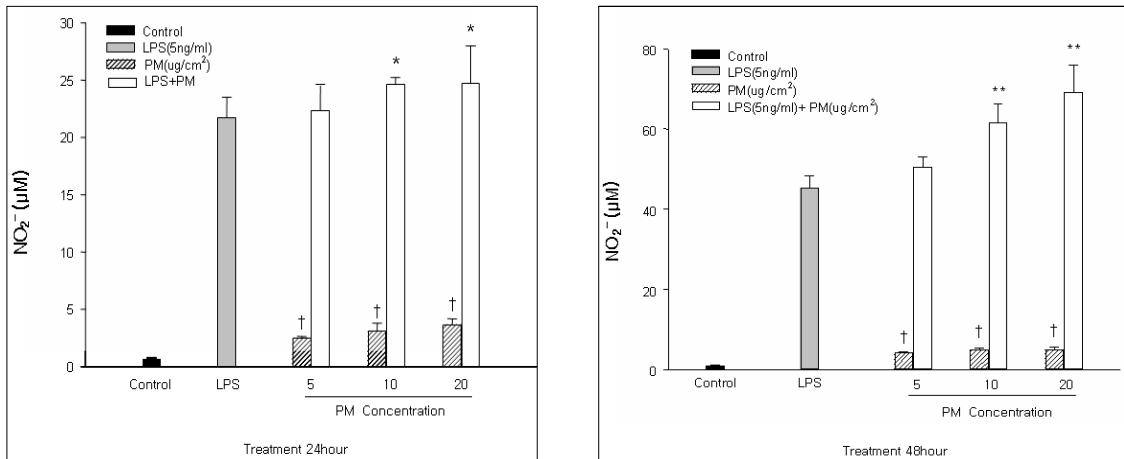 30
25
20
15
10
5
0
NO₂⁻ (µM)
Control
LPS(5ng/ml)
PM(ug/cm²)
LPS+PM
*
*
†
†
†
Control
LPS
5
10
20
PM Concentration
Treatment 24hour
80
60
40
20
0
NO₂⁻ (µM)
Control
LPS(5ng/ml)
PM(ug/cm²)
LPS(5ng/ml)+ PM(ug/cm²)
**
**
†
†
†
Control
LPS
5
10
20
PM Concentration
Treatment 48hour